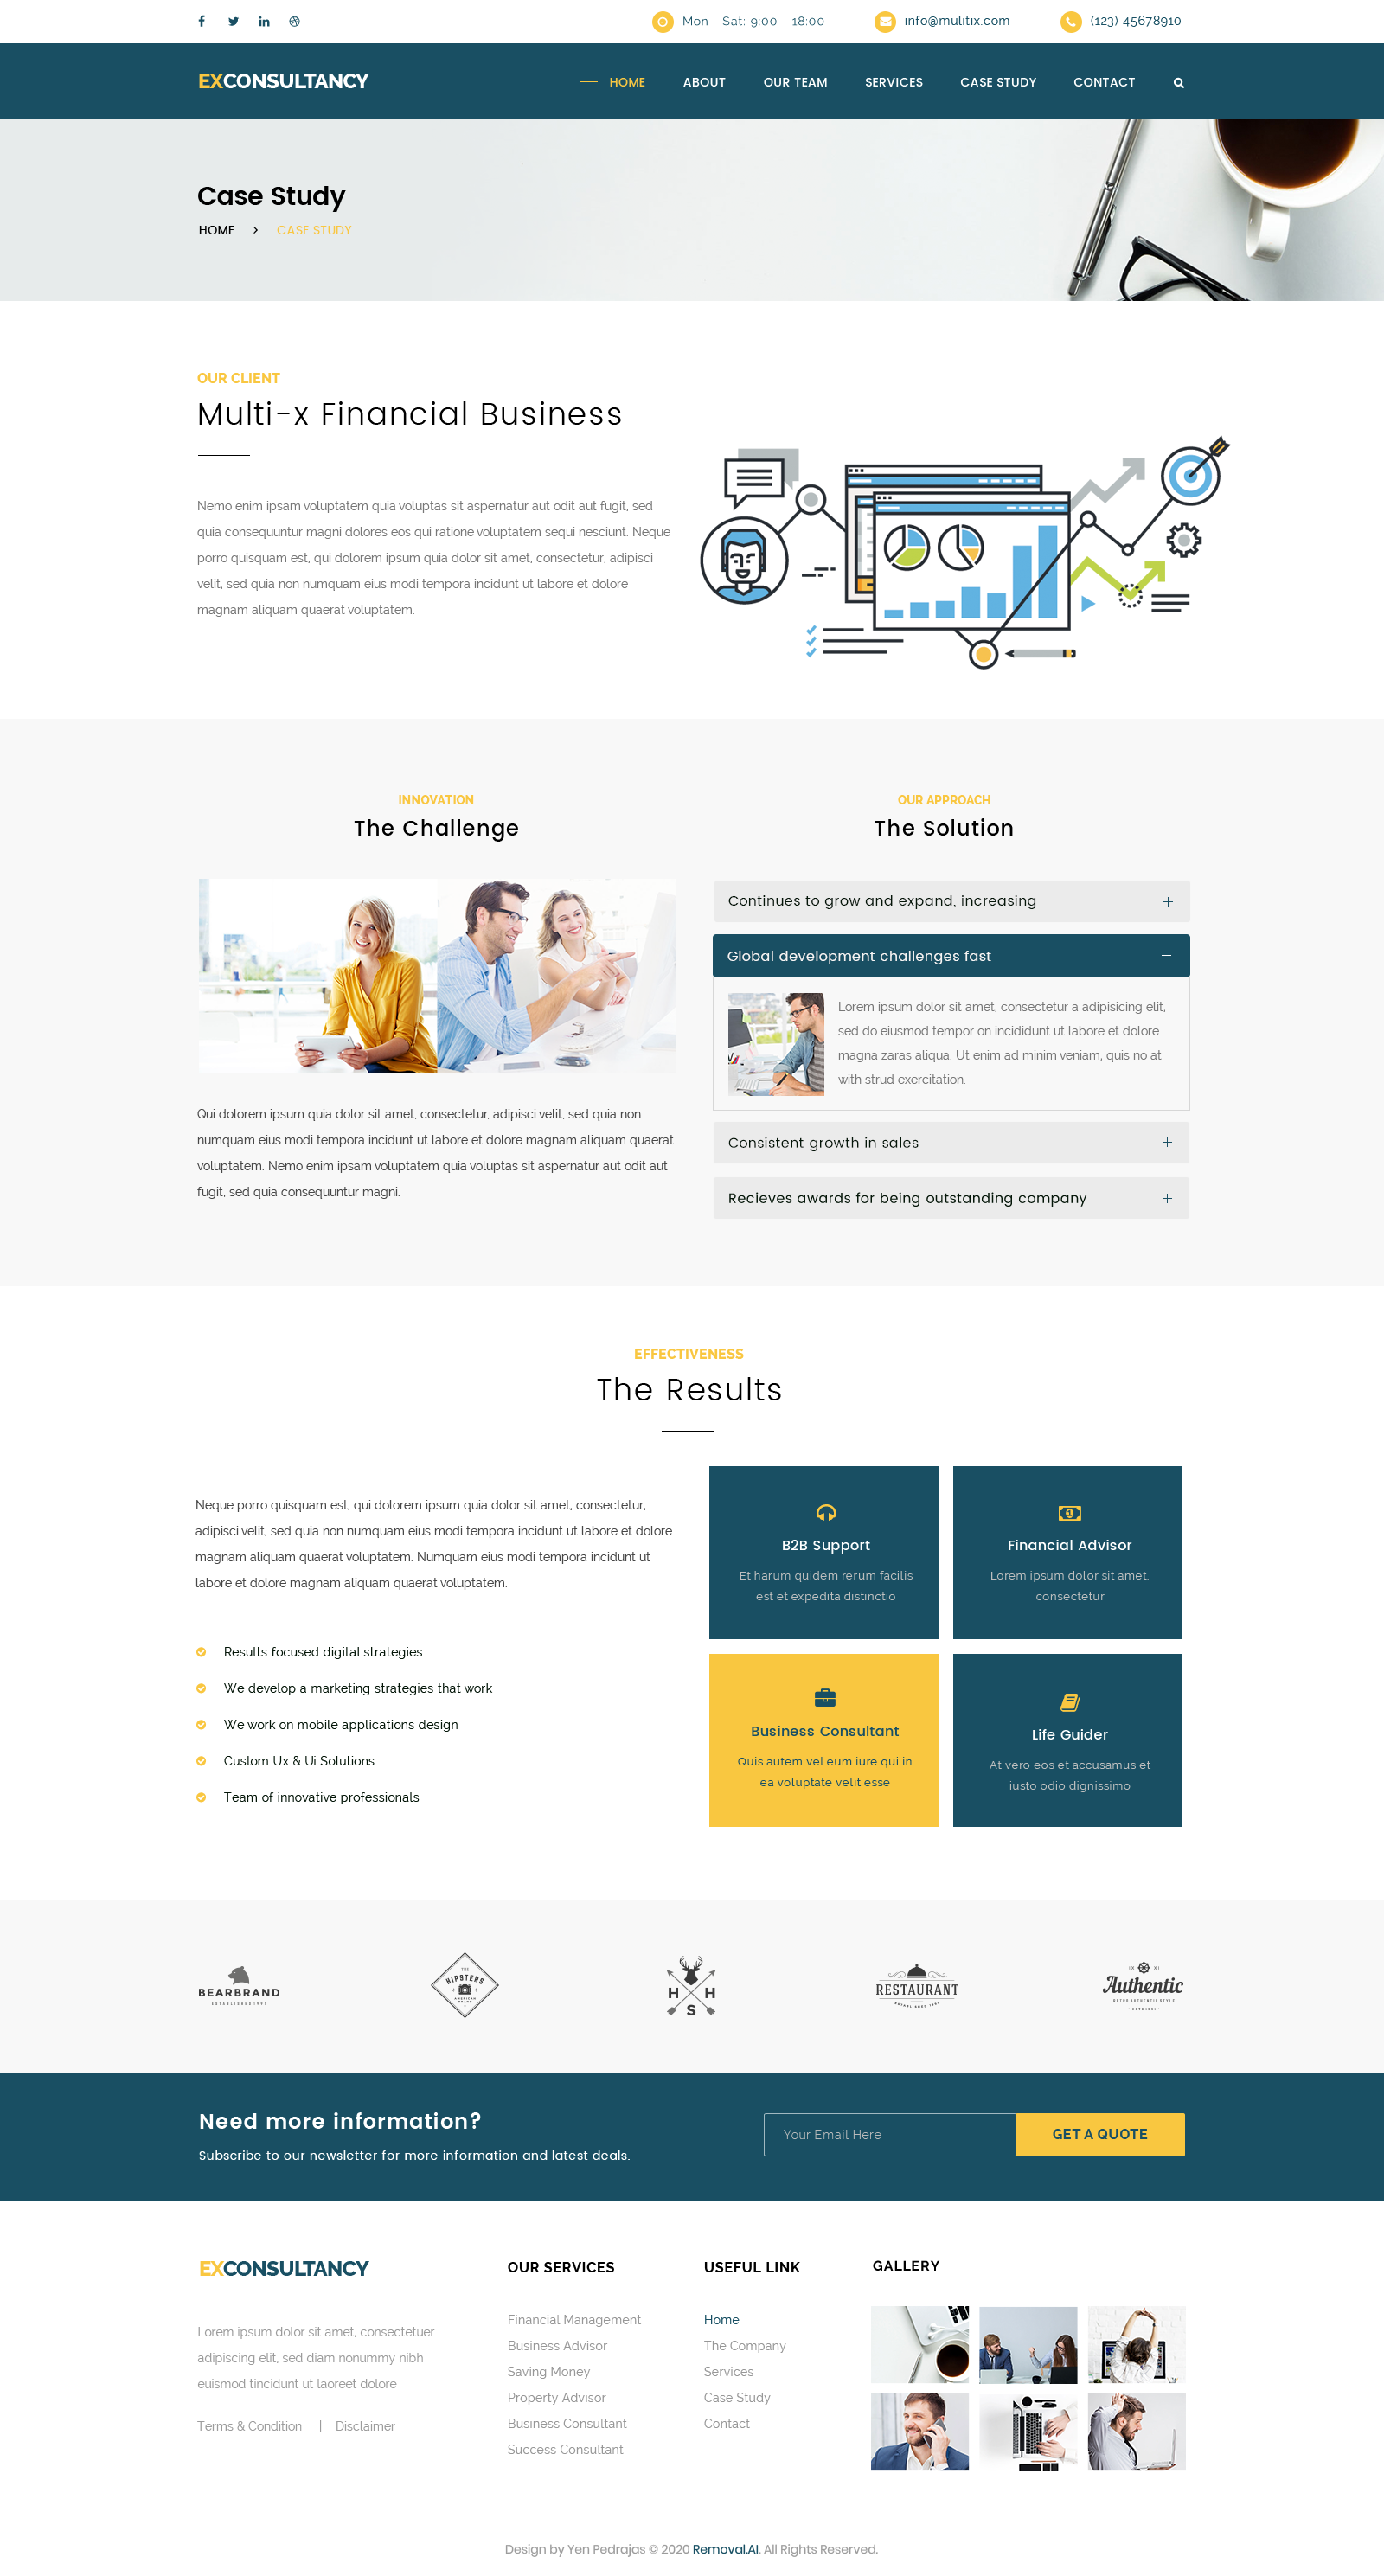 Mon - Sat: 9:00 - 18:00
info@mulitix.com
(123) 45678910
EXCONSULTANCY
HOME
ABOUT
OUR TEAM
SERVICES
CASE STUDY
CONTACT
Case Study
HOME > CASE STUDY
OUR CLIENT
Multi-x Financial Business
Nemo enim ipsam voluptatem quia voluptas sit aspernatur aut odit aut fugit, sed
quia consequuntur magni dolores eos qui ratione voluptatem sequi nesciunt. Neque
porro quisquam est, qui dolorem ipsum quia dolor sit amet, consectetur, adipisci
velit, sed quia non numquam eius modi tempora incidunt ut labore et dolore
magnam aliquam quaerat voluptatem.
INNOVATION
The Challenge
Qui dolorem ipsum quia dolor sit amet, consectetur, adipisci velit, sed quia non
numquam eius modi tempora incidunt ut labore et dolore magnam aliquam quaerat
voluptatem. Nemo enim ipsam voluptatem quia voluptas sit aspernatur aut odit aut
fugit, sed quia consequuntur magni.
OUR APPROACH
The Solution
Continues to grow and expand, increasing
Global development challenges fast
Lorem ipsum dolor sit amet, consectetur a adipisicing elit,
sed do eiusmod tempor on incididunt ut labore et dolore
magna zaras aliqua. Ut enim ad minim veniam, quis no at
with strud exercitation.
Consistent growth in sales
Recieves awards for being outstanding company
EFFECTIVENESS
The Results
Neque porro quisquam est, qui dolorem ipsum quia dolor sit amet, consectetur,
adipisci velit, sed quia non numquam eius modi tempora incidunt ut labore et dolore
magnam aliquam quaerat voluptatem. Numquam eius modi tempora incidunt ut
labore et dolore magnam aliquam quaerat voluptatem.
Results focused digital strategies
We develop a marketing strategies that work
We work on mobile applications design
Custom Ux & Ui Solutions
Team of innovative professionals
B2B Support
Et harum quidem rerum facilis
est et expedita distinctio
Financial Advisor
Lorem ipsum dolor sit amet,
consectetur
Business Consultant
Quis autem vel eum iure qui in
ea voluptate velit esse
Life Guider
At vero eos et accusamus et
iusto odio dignissimo
BEARBRAND
ESTABLISHED 1991
THE
HIPSTERS
AMERICAN
BRAND
H H
S
RESTAURANT
ESTABLISHED 1991
Authentic
RETRO AUTHENTIC STYLE
Need more information?
Subscribe to our newsletter for more information and latest deals.
Your Email Here
GET A QUOTE
EXCONSULTANCY
Lorem ipsum dolor sit amet, consectetuer
adipiscing elit, sed diam nonummy nibh
euismod tincidunt ut laoreet dolore
Terms & Condition | Disclaimer
OUR SERVICES
Financial Management
Business Advisor
Saving Money
Property Advisor
Business Consultant
Success Consultant
USEFUL LINK
Home
The Company
Services
Case Study
Contact
GALLERY
Design by Yen Pedrajas © 2020 Removal.AI. All Rights Reserved.